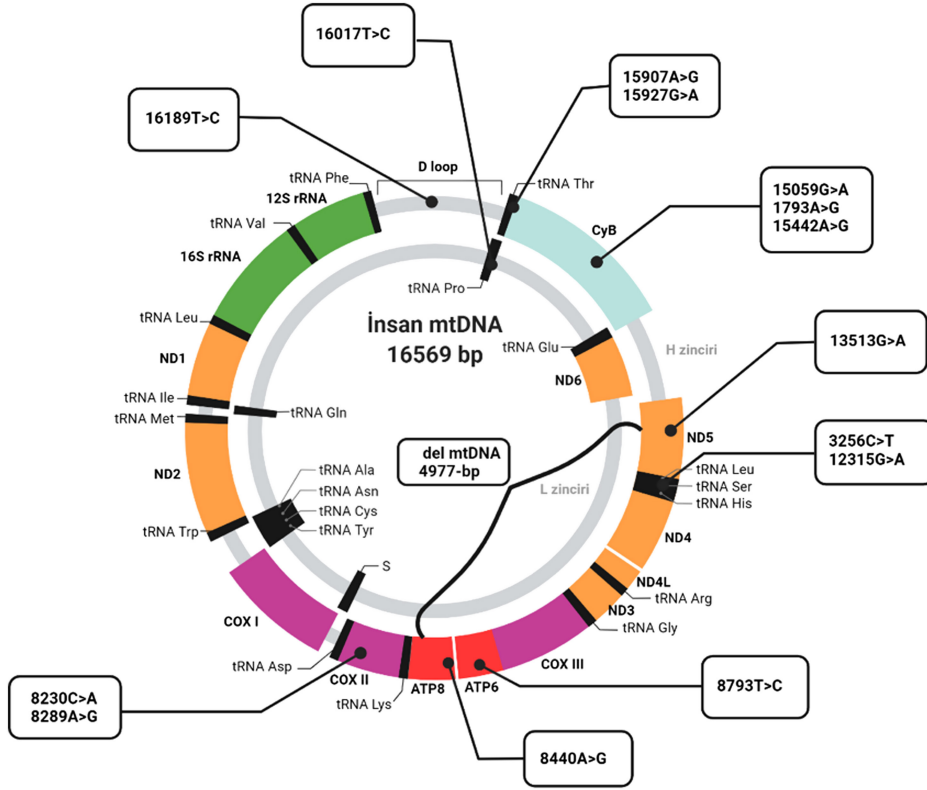 16017T>C
15907A>G
15927G>A
16189T>C
D loop
tRNA Phe
tRNA Thr
12S rRNA
15059G>A
1793A>G
15442A>G
tRNA Val
CyB
16S rRNA
tRNA Pro
tRNA Leu
İnsan mtDNA
16569 bp
13513G>A
tRNA Glu
H zinciri
ND1
ND6
tRNA Ile
tRNA Gln
tRNA Met
ND5
3256C>T
12315G>A
del mtDNA
4977-bp
ND2
tRNA Ala
tRNA Asn
tRNA Cys
tRNA Tyr
L zinciri
tRNA Leu
tRNA Ser
tRNA His
tRNA Trp
ND4
S
ND4L
tRNA Arg
ND3
COX I
tRNA Gly
tRNA Asp
COX II
COX III
ATP8
ATP6
tRNA Lys
8230C>A
8289A>G
8793T>C
8440A>G